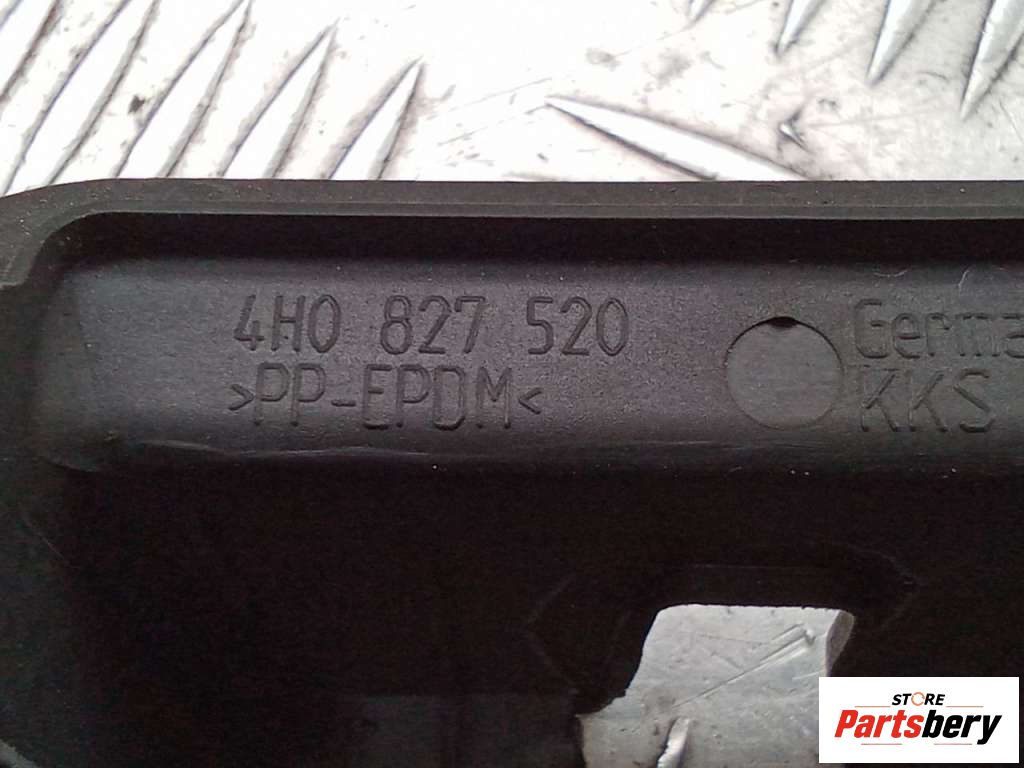 4H0 827 520
>PP-EPDM<
KKS
STORE
Partsbery